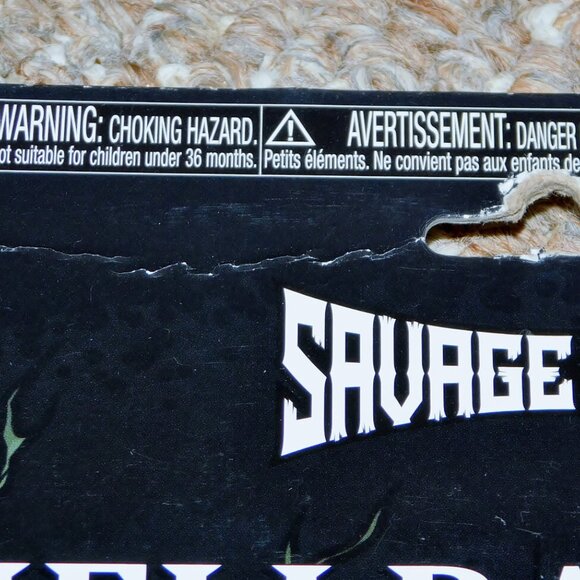 WARNING: CHOKING HAZARD.
ot suitable for children under 36 months.
AVERTISSEMENT: DANGER
Petits éléments. Ne convient pas aux enfants de
SAVAGE